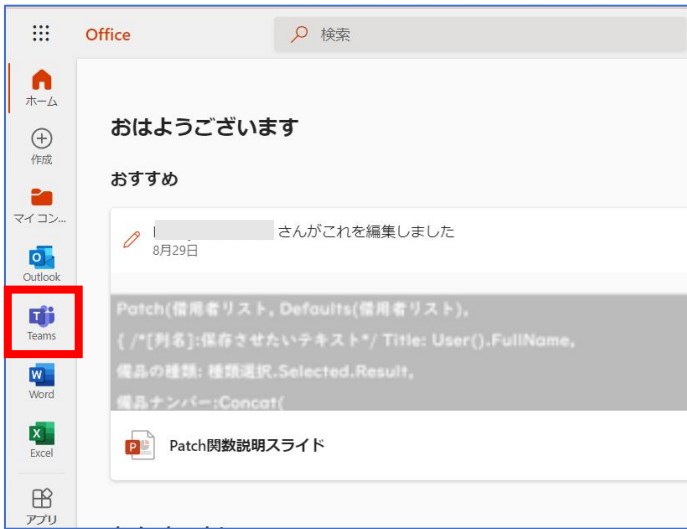 Office
検索
ホーム
作成
マイ コン...
Outlook
Teams
Word
Excel
アプリ
おはようございます
おすすめ
さんがこれを編集しました
8月29日
Patch(借用者リスト, Defaults(借用者リスト),
{ /*[列名]:保存させたいテキスト*/ Title: User().FullName,
備品の種類: 種類選択.Selected.Result,
備品ナンバー:Concat(
Patch関数説明スライド